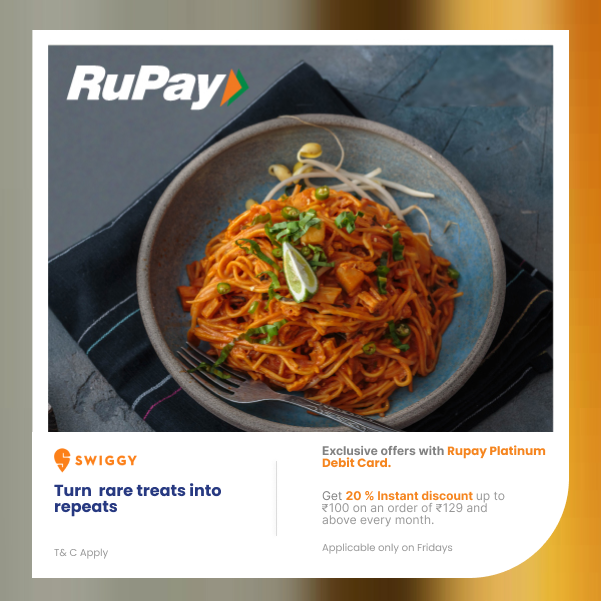 RuPay
SWIGGY
Turn rare treats into
repeats
T& C Apply
Exclusive offers with Rupay Platinum
Debit Card.
Get 20 % Instant discount up to
₹100 on an order of ₹129 and
above every month.
Applicable only on Fridays